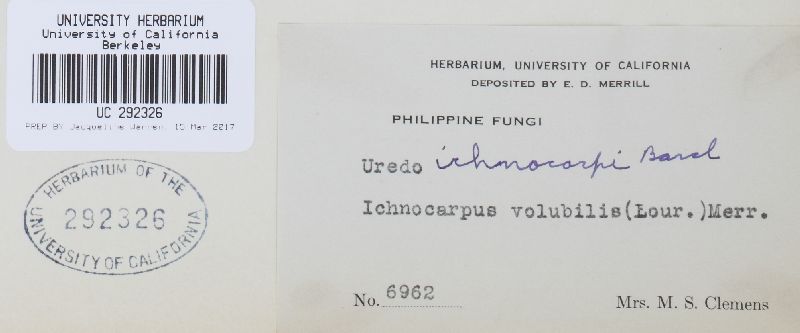 UNIVERSITY HERBARIUM
University of California
Berkeley
UC 292326
PREP BY Jacqueline Warren, 15 Mar 2017
HERBARIUM OF THE
292326
UNIVERSITY OF CALIFORNIA
HERBARIUM, UNIVERSITY OF CALIFORNIA
DEPOSITED BY E. D. MERRILL
PHILIPPINE FUNGI
Uredo ichnocarpi Barcl
Ichnocarpus volubilis(Lour.)Merr.
No. 6962
Mrs. M. S. Clemens